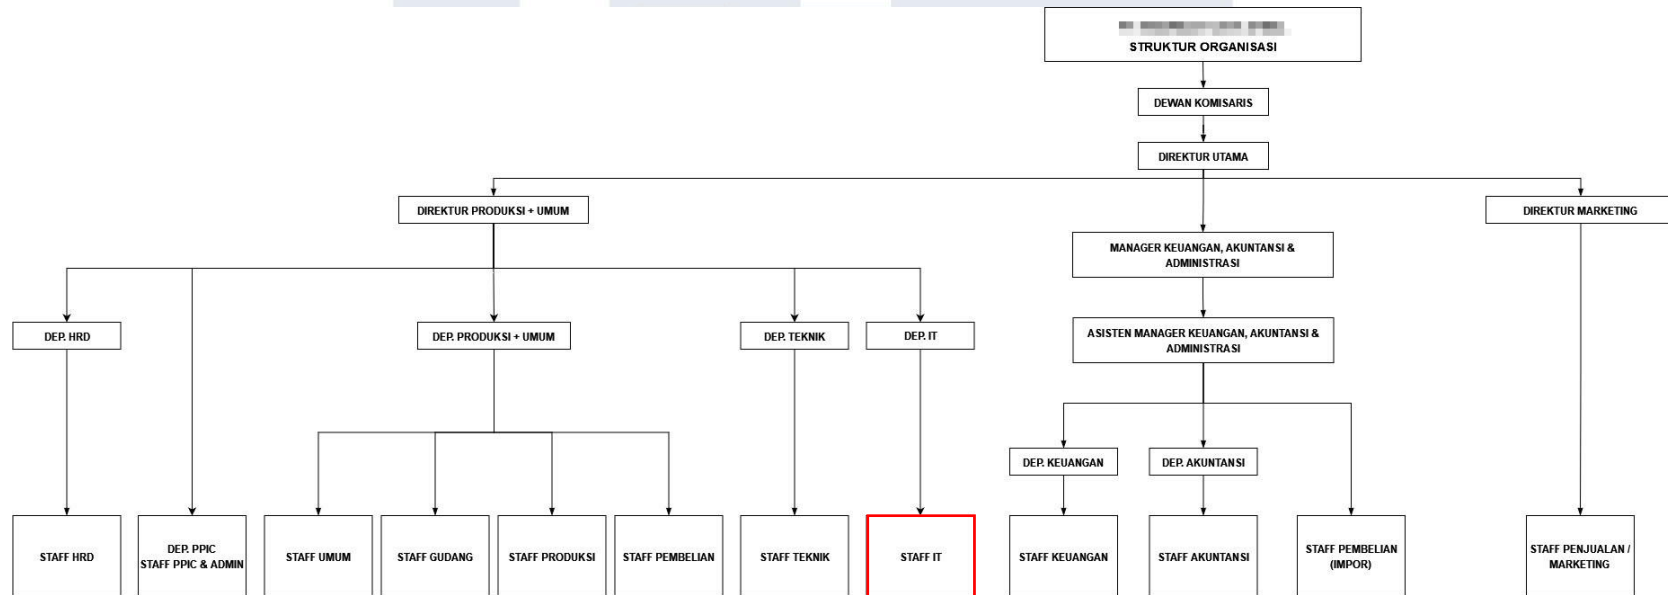 STRUKTUR ORGANISASI
DEWAN KOMISARIS
DIREKTUR UTAMA
DIREKTUR PRODUKSI + UMUM
DIREKTUR MARKETING
MANAGER KEUANGAN, AKUNTANSI &
ADMINISTRASI
DEP. HRD
DEP. PRODUKSI + UMUM
DEP. TEKNIK
DEP. IT
ASISTEN MANAGER KEUANGAN, AKUNTANSI &
ADMINISTRASI
DEP. KEUANGAN
DEP. AKUNTANSI
STAFF HRD
DEP. PPIC
STAFF PPIC & ADMIN
STAFF UMUM
STAFF GUDANG
STAFF PRODUKSI
STAFF PEMBELIAN
STAFF TEKNIK
STAFF IT
STAFF KEUANGAN
STAFF AKUNTANSI
STAFF PEMBELIAN
(IMPOR)
STAFF PENJUALAN /
MARKETING